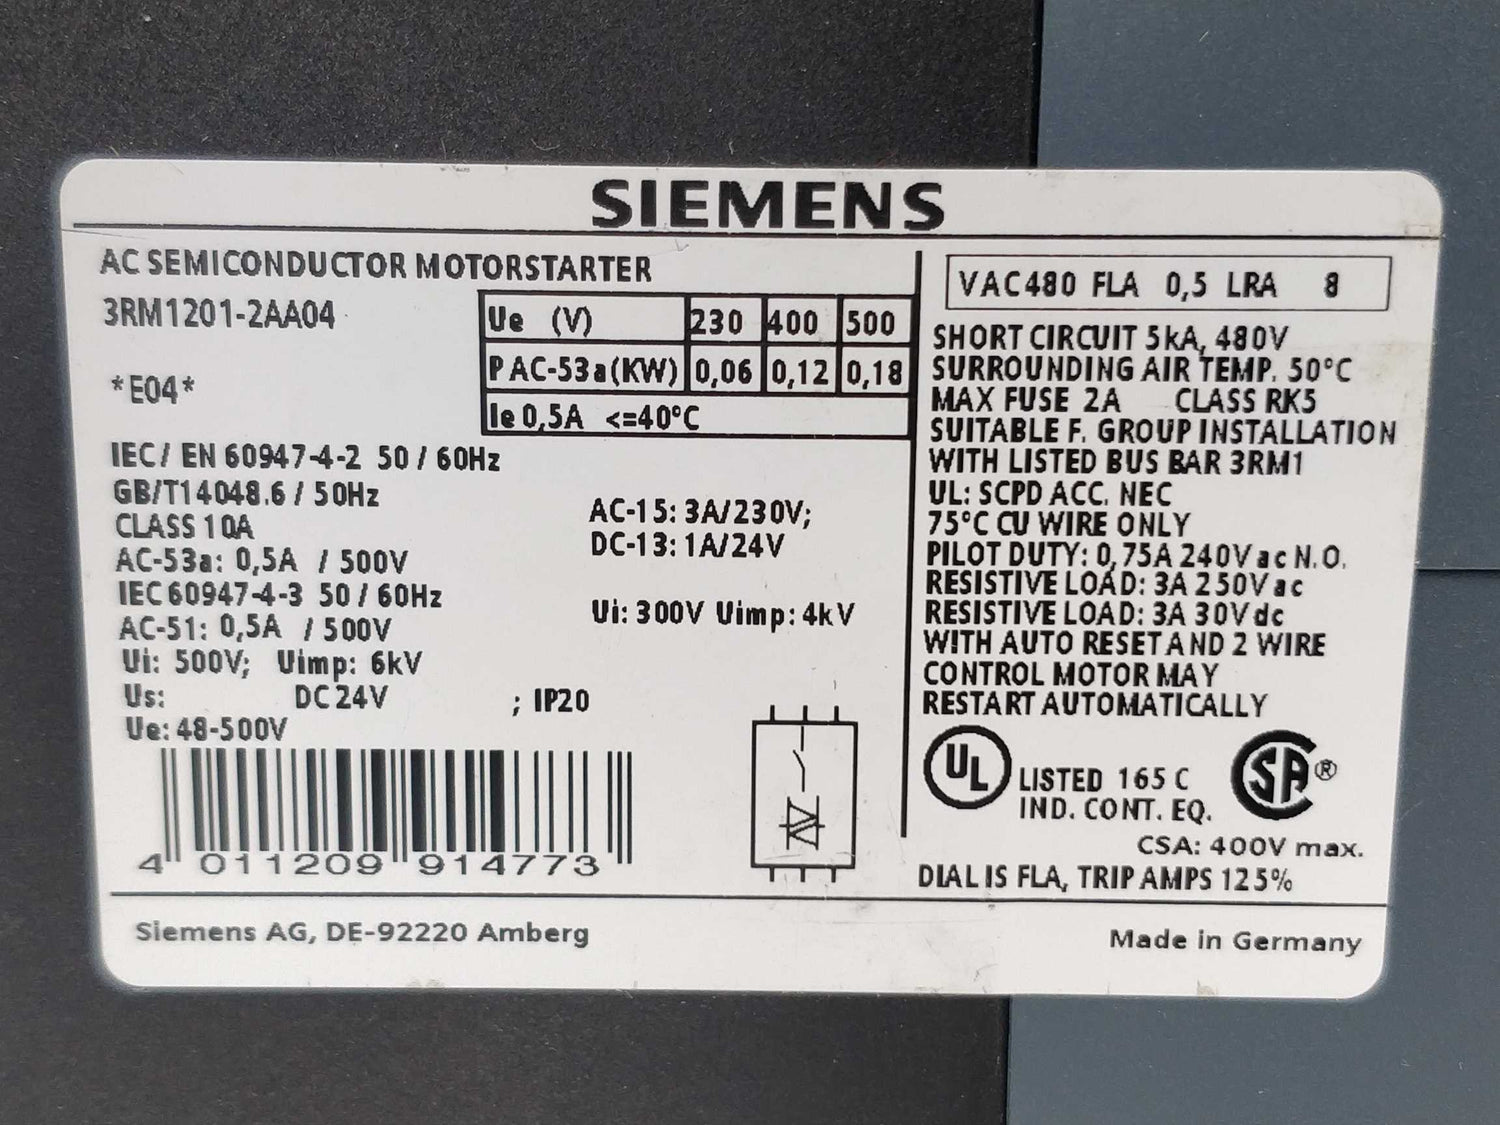 SIEMENS
AC SEMICONDUCTOR MOTORSTARTER
3RM1201-2AA04
*E04*
Ue (V) 230 400 500
P AC-53a(KW) 0,06 0,12 0,18
Ie 0,5A <=40°C
IEC/ EN 60947-4-2 50 / 60Hz
GB/T14048.6 / 50Hz
CLASS 10A
AC-53a: 0,5A / 500V
IEC 60947-4-3 50 / 60Hz
AC-51: 0,5A / 500V
Ui: 500V; Uimp: 6kV
Us: DC 24V ; IP20
Ue: 48-500V
AC-15: 3A/230V;
DC-13: 1A/24V
Ui: 300V Uimp: 4kV
4 011209 914773
VAC480 FLA 0,5 LRA 8
SHORT CIRCUIT 5kA, 480V
SURROUNDING AIR TEMP. 50°C
MAX FUSE 2A CLASS RK5
SUITABLE F. GROUP INSTALLATION
WITH LISTED BUS BAR 3RM1
UL: SCPD ACC. NEC
75°C CU WIRE ONLY
PILOT DUTY: 0,75A 240Vac N.O.
RESISTIVE LOAD: 3A 250Vac
RESISTIVE LOAD: 3A 30Vdc
WITH AUTO RESET AND 2 WIRE
CONTROL MOTOR MAY
RESTART AUTOMATICALLY
UL LISTED 165 C
IND. CONT. EQ.
SA ®
CSA: 400V max.
DIAL IS FLA, TRIP AMPS 125%
Siemens AG, DE-92220 Amberg
Made in Germany